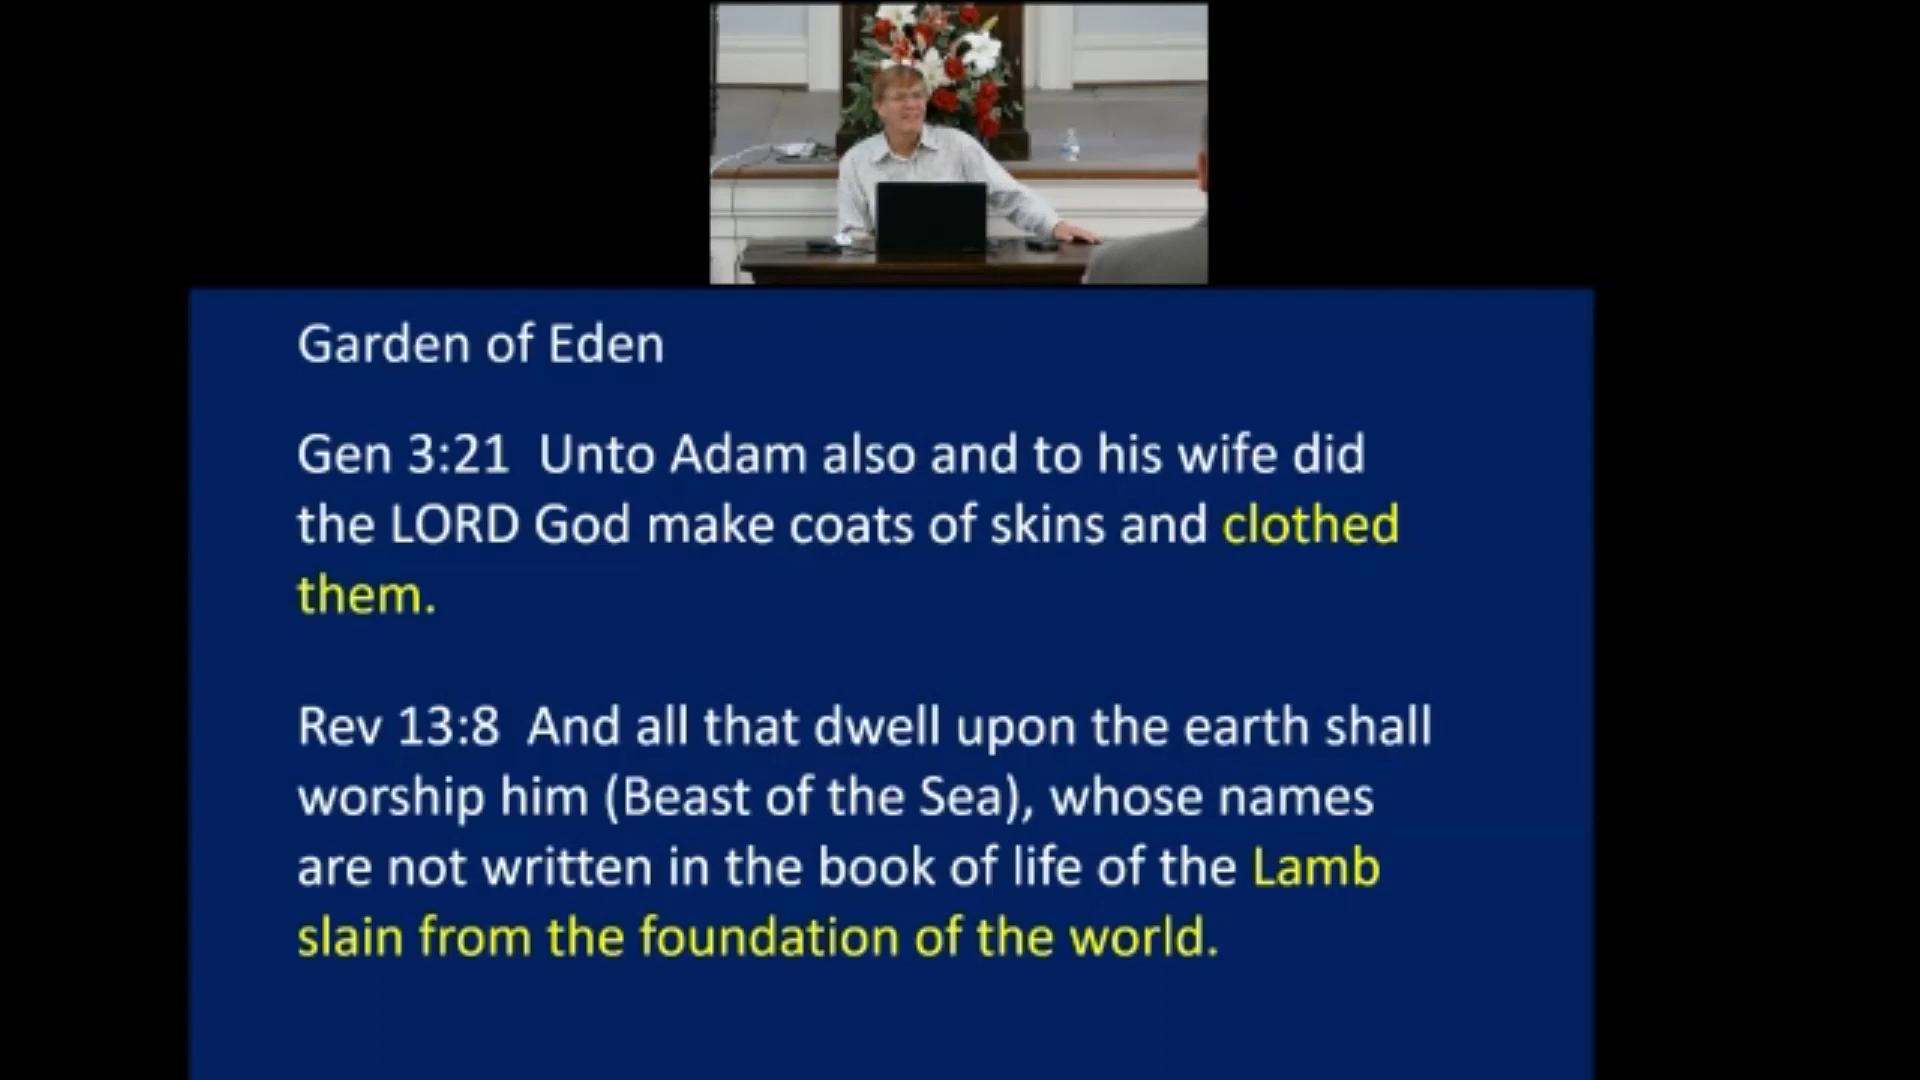 Garden of Eden
Gen 3:21  Unto Adam also and to his wife did
the LORD God make coats of skins and clothed
them.
Rev 13:8  And all that dwell upon the earth shall
worship him (Beast of the Sea), whose names
are not written in the book of life of the Lamb
slain from the foundation of the world.